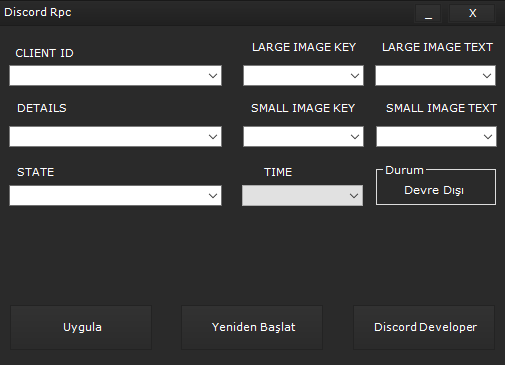 Discord Rpc
_ X
CLIENT ID
LARGE IMAGE KEY
LARGE IMAGE TEXT
DETAILS
SMALL IMAGE KEY
SMALL IMAGE TEXT
STATE
TIME
Durum
Devre Dışı
Uygula
Yeniden Başlat
Discord Developer